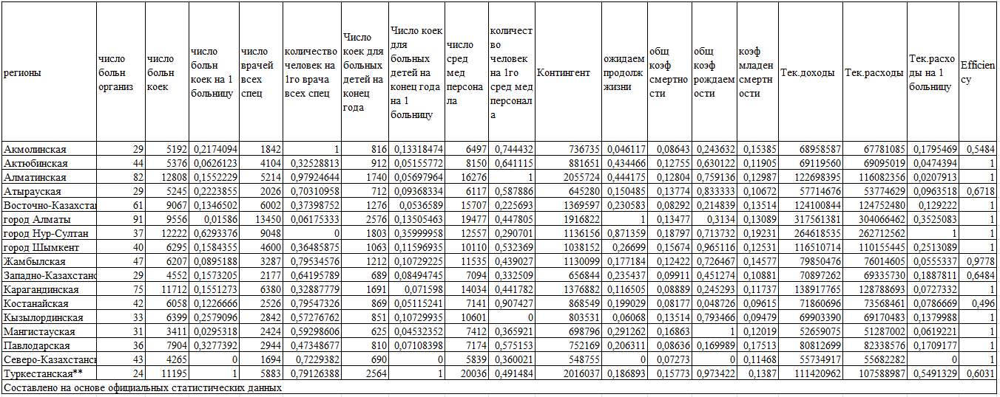 регионы | число больн организ | число больн коек | число больн коек на 1 больницу | число врачей всех спец | количество человек на 1го врача всех спец | Число коек для больных детей на конец года | Число коек для больных детей на конец года на 1 больницу | число сред мед персона ла | количест во человек на 1го сред мед персонал а | Контингент | ожидаем продолж жизни | общ коэф смертно сти | общ коэф рождаем ости | коэф младен смертн ности | Тек.доходы | Тек.расходы | Тек.расхо ды на 1 больницу | Efficien cy
Акмолинская | 29 | 5192 | 0,2174094 | 1842 | 1 | 816 | 0,13318474 | 6497 | 0,744432 | 736735 | 0,046117 | 0,08643 | 0,243632 | 0,15385 | 68958587 | 67781085 | 0,1795469 | 0,5484
Актюбинская | 44 | 5376 | 0,0626123 | 4104 | 0,32528813 | 912 | 0,05155772 | 8150 | 0,641115 | 881651 | 0,434466 | 0,12755 | 0,630122 | 0,11905 | 69119560 | 69095019 | 0,0474394 | 1
Алматинская | 82 | 12808 | 0,1552229 | 5214 | 0,97924644 | 1740 | 0,05697964 | 16276 | 1 | 2055724 | 0,444175 | 0,12804 | 0,759136 | 0,12987 | 122698395 | 116082356 | 0,0207913 | 1
Атырауская | 29 | 5245 | 0,2223855 | 2026 | 0,70310958 | 712 | 0,09368334 | 6117 | 0,587886 | 645280 | 0,150485 | 0,13774 | 0,833333 | 0,10672 | 57714676 | 53774629 | 0,0963518 | 0,6718
Восточно-Казахстан | 61 | 9067 | 0,1346502 | 6002 | 0,37398752 | 1276 | 0,0536589 | 15707 | 0,225693 | 1369597 | 0,230583 | 0,08292 | 0,214839 | 0,13514 | 124100844 | 124752480 | 0,129222 | 1
город Алматы | 91 | 9556 | 0,01586 | 13450 | 0,06175333 | 2576 | 0,13505463 | 19477 | 0,447805 | 1916822 | 1 | 0,13477 | 0,3134 | 0,13089 | 317561381 | 304066462 | 0,3525083 | 1
город Нур-Султан | 37 | 12222 | 0,6293376 | 9048 | 0 | 1803 | 0,35999958 | 12557 | 0,290701 | 1136156 | 0,871359 | 0,18797 | 0,713732 | 0,19231 | 264618535 | 262712562 | 1 | 1
город Шымкент | 40 | 6295 | 0,1584355 | 4600 | 0,36485875 | 1063 | 0,11596935 | 10110 | 0,532369 | 1038152 | 0,26699 | 0,15674 | 0,965116 | 0,12531 | 116510714 | 110155445 | 0,2513089 | 1
Жамбылская | 47 | 6207 | 0,0895188 | 3287 | 0,79534576 | 1212 | 0,10729225 | 11535 | 0,439027 | 1130099 | 0,177184 | 0,12422 | 0,726467 | 0,14577 | 79850476 | 76014605 | 0,0555337 | 0,9778
Западно-Казахстанс | 29 | 4552 | 0,1573205 | 2177 | 0,64195789 | 689 | 0,08494745 | 7094 | 0,332509 | 656844 | 0,235437 | 0,09911 | 0,451274 | 0,10881 | 70897262 | 69335730 | 0,1887811 | 0,6484
Карагандинская | 75 | 11712 | 0,1551273 | 6380 | 0,32887779 | 1691 | 0,071598 | 14034 | 0,441782 | 1376882 | 0,116505 | 0,08889 | 0,245293 | 0,11737 | 138917765 | 128788693 | 0,0727332 | 1
Костанайская | 42 | 6058 | 0,1226666 | 2526 | 0,79547326 | 869 | 0,05115241 | 7141 | 0,907427 | 868549 | 0,199029 | 0,08177 | 0,048726 | 0,09615 | 71860696 | 73568461 | 0,0786669 | 0,496
Кызылординская | 33 | 6399 | 0,2579096 | 2842 | 0,57276762 | 851 | 0,10729935 | 10601 | 0 | 803531 | 0,06068 | 0,13514 | 0,793466 | 0,09479 | 69903390 | 69170483 | 0,1379988 | 1
Мангистауская | 31 | 3411 | 0,0295318 | 2424 | 0,59298606 | 625 | 0,04532352 | 7412 | 0,365921 | 698796 | 0,291262 | 0,16863 | 1 | 0,12019 | 52659075 | 51287002 | 0,0619221 | 1
Павлодарская | 36 | 7904 | 0,3277392 | 2944 | 0,47348677 | 810 | 0,07108398 | 7174 | 0,575153 | 752169 | 0,206311 | 0,08636 | 0,169989 | 0,17513 | 80812699 | 82338576 | 0,1709177 | 1
Северо-Казахстанс | 43 | 4265 | 0 | 1694 | 0,7229382 | 690 | 0 | 5839 | 0,360021 | 548755 | 0 | 0,07273 | 0 | 0,11468 | 55734917 | 55682282 | 0 | 1
Туркестанская** | 24 | 11195 | 1 | 5883 | 0,79126388 | 2564 | 1 | 20036 | 0,491484 | 2016037 | 0,186893 | 0,15773 | 0,973422 | 0,1387 | 111420962 | 107588987 | 0,5491329 | 0,6031
Составлено на основе официальных статистических данных